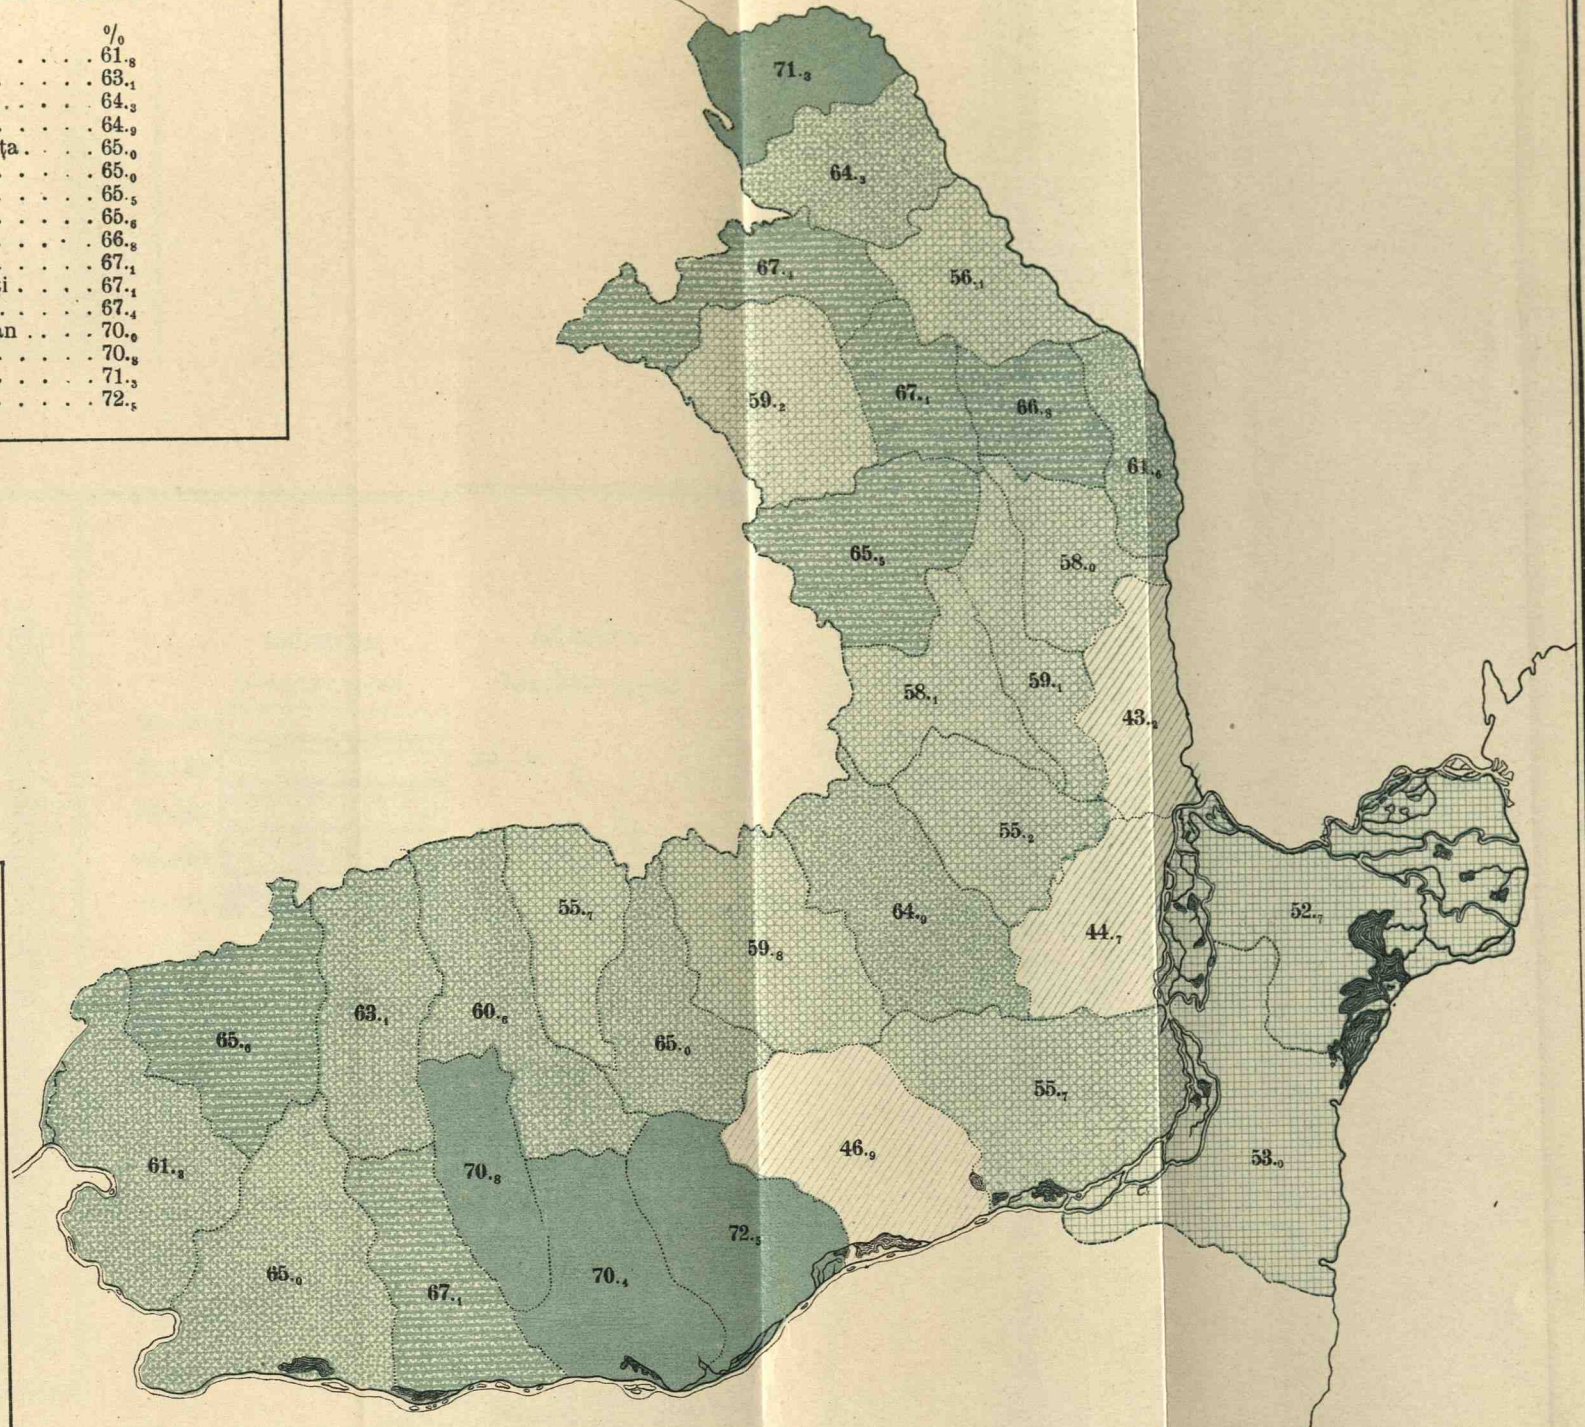 %
. . . . 61.8
. . . . . 63.1
. . . . 64.3
. . . . . 64.9
ța . . . . 65.0
. . . . . 65.0
. . . . . 65.5
. . . . . 65.6
. . . . . 66.8
. . . . . 67.1
i . . . . 67.1
. . . . . 67.4
an . . . . 70.0
. . . . . 70.8
. . . . . 71.3
. . . . . 72.5
71.3
64.3
67.4
56.1
59.2
67.1
66.8
61.6
65.5
58.0
58.1
59.1
43.2
55.2
55.7
64.9
52.7
59.8
44.7
63.1
60.6
65.6
65.0
55.7
46.9
53.0
61.8
70.8
72.5
65.0
70.4
67.1